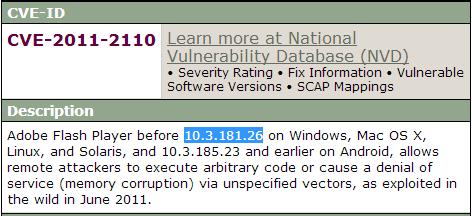 CVE-ID
CVE-2011-2110
Learn more at National
Vulnerability Database (NVD)
• Severity Rating • Fix Information • Vulnerable
Software Versions • SCAP Mappings
Description
Adobe Flash Player before 10.3.181.26 on Windows, Mac OS X,
Linux, and Solaris, and 10.3.185.23 and earlier on Android, allows
remote attackers to execute arbitrary code or cause a denial of
service (memory corruption) via unspecified vectors, as exploited in
the wild in June 2011.